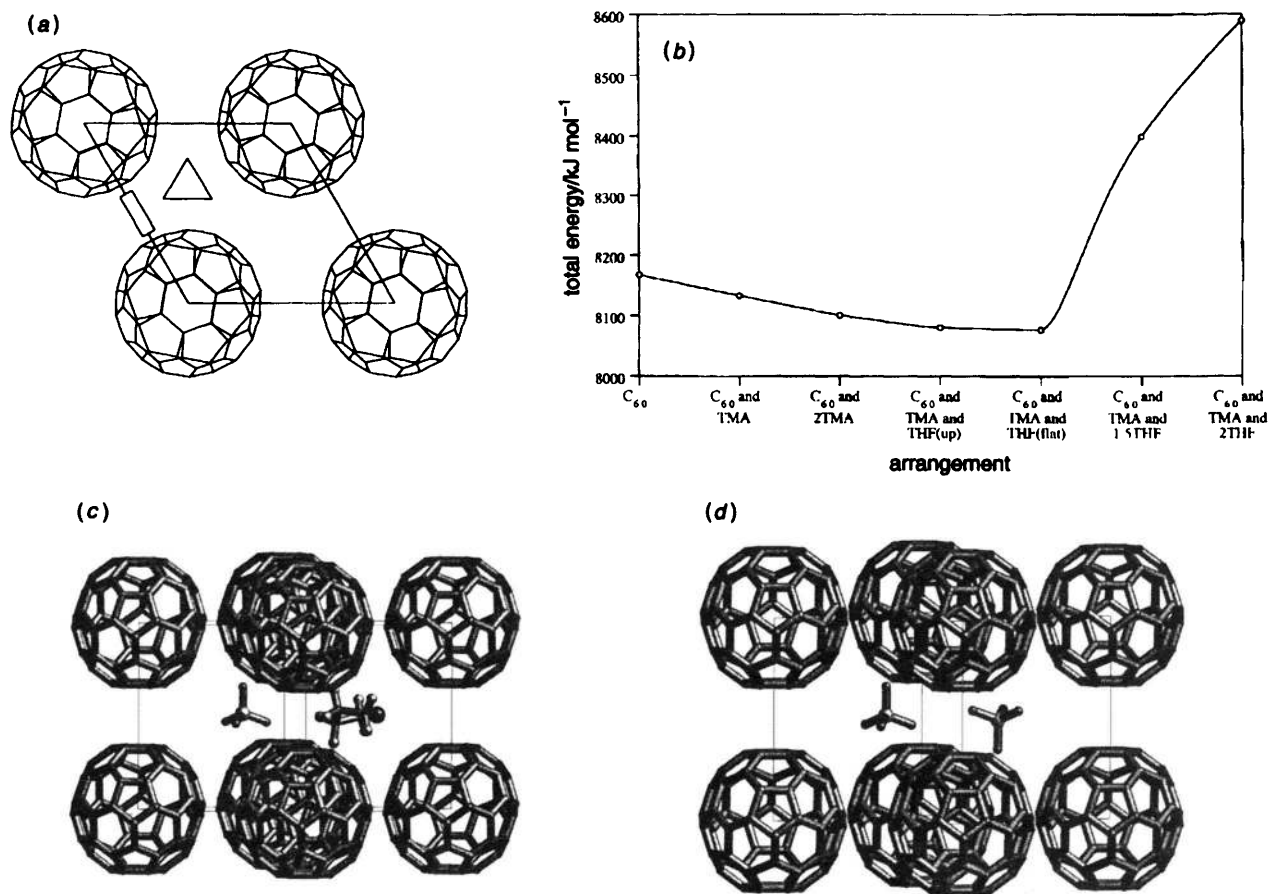 (a)
(b)
total energy/kJ mol⁻¹
8600
8500
8400
8300
8200
8100
8000
C₆₀
C₆₀ and
TMA
C₆₀ and
2TMA
C₆₀ and
TMA and
THF(up)
C₆₀ and
TMA and
THF(flat)
C₆₀ and
TMA and
1 5THF
C₆₀ and
TMA and
2THF
arrangement
(c)
(d)